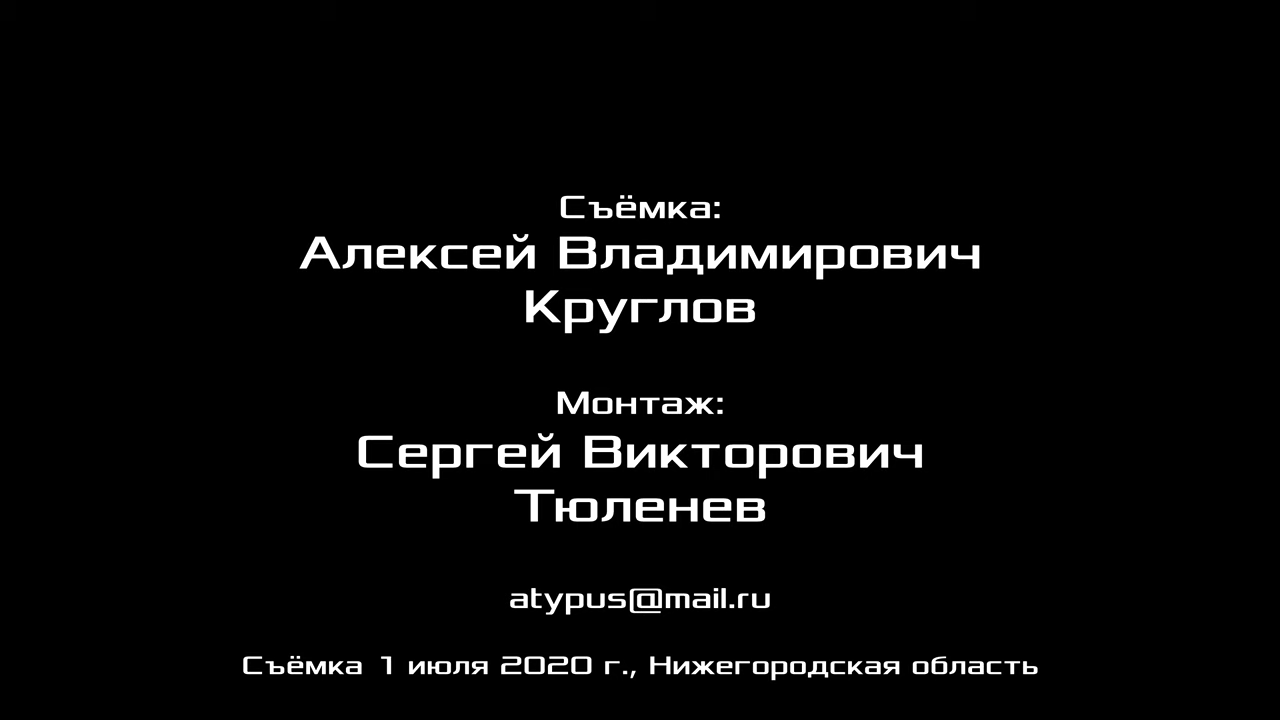 Съёмка:
Алексей Владимирович
Круглов
Монтаж:
Сергей Викторович
Тюленев
atypus@mail.ru
Съёмка 1 июля 2020 г., Нижегородская область